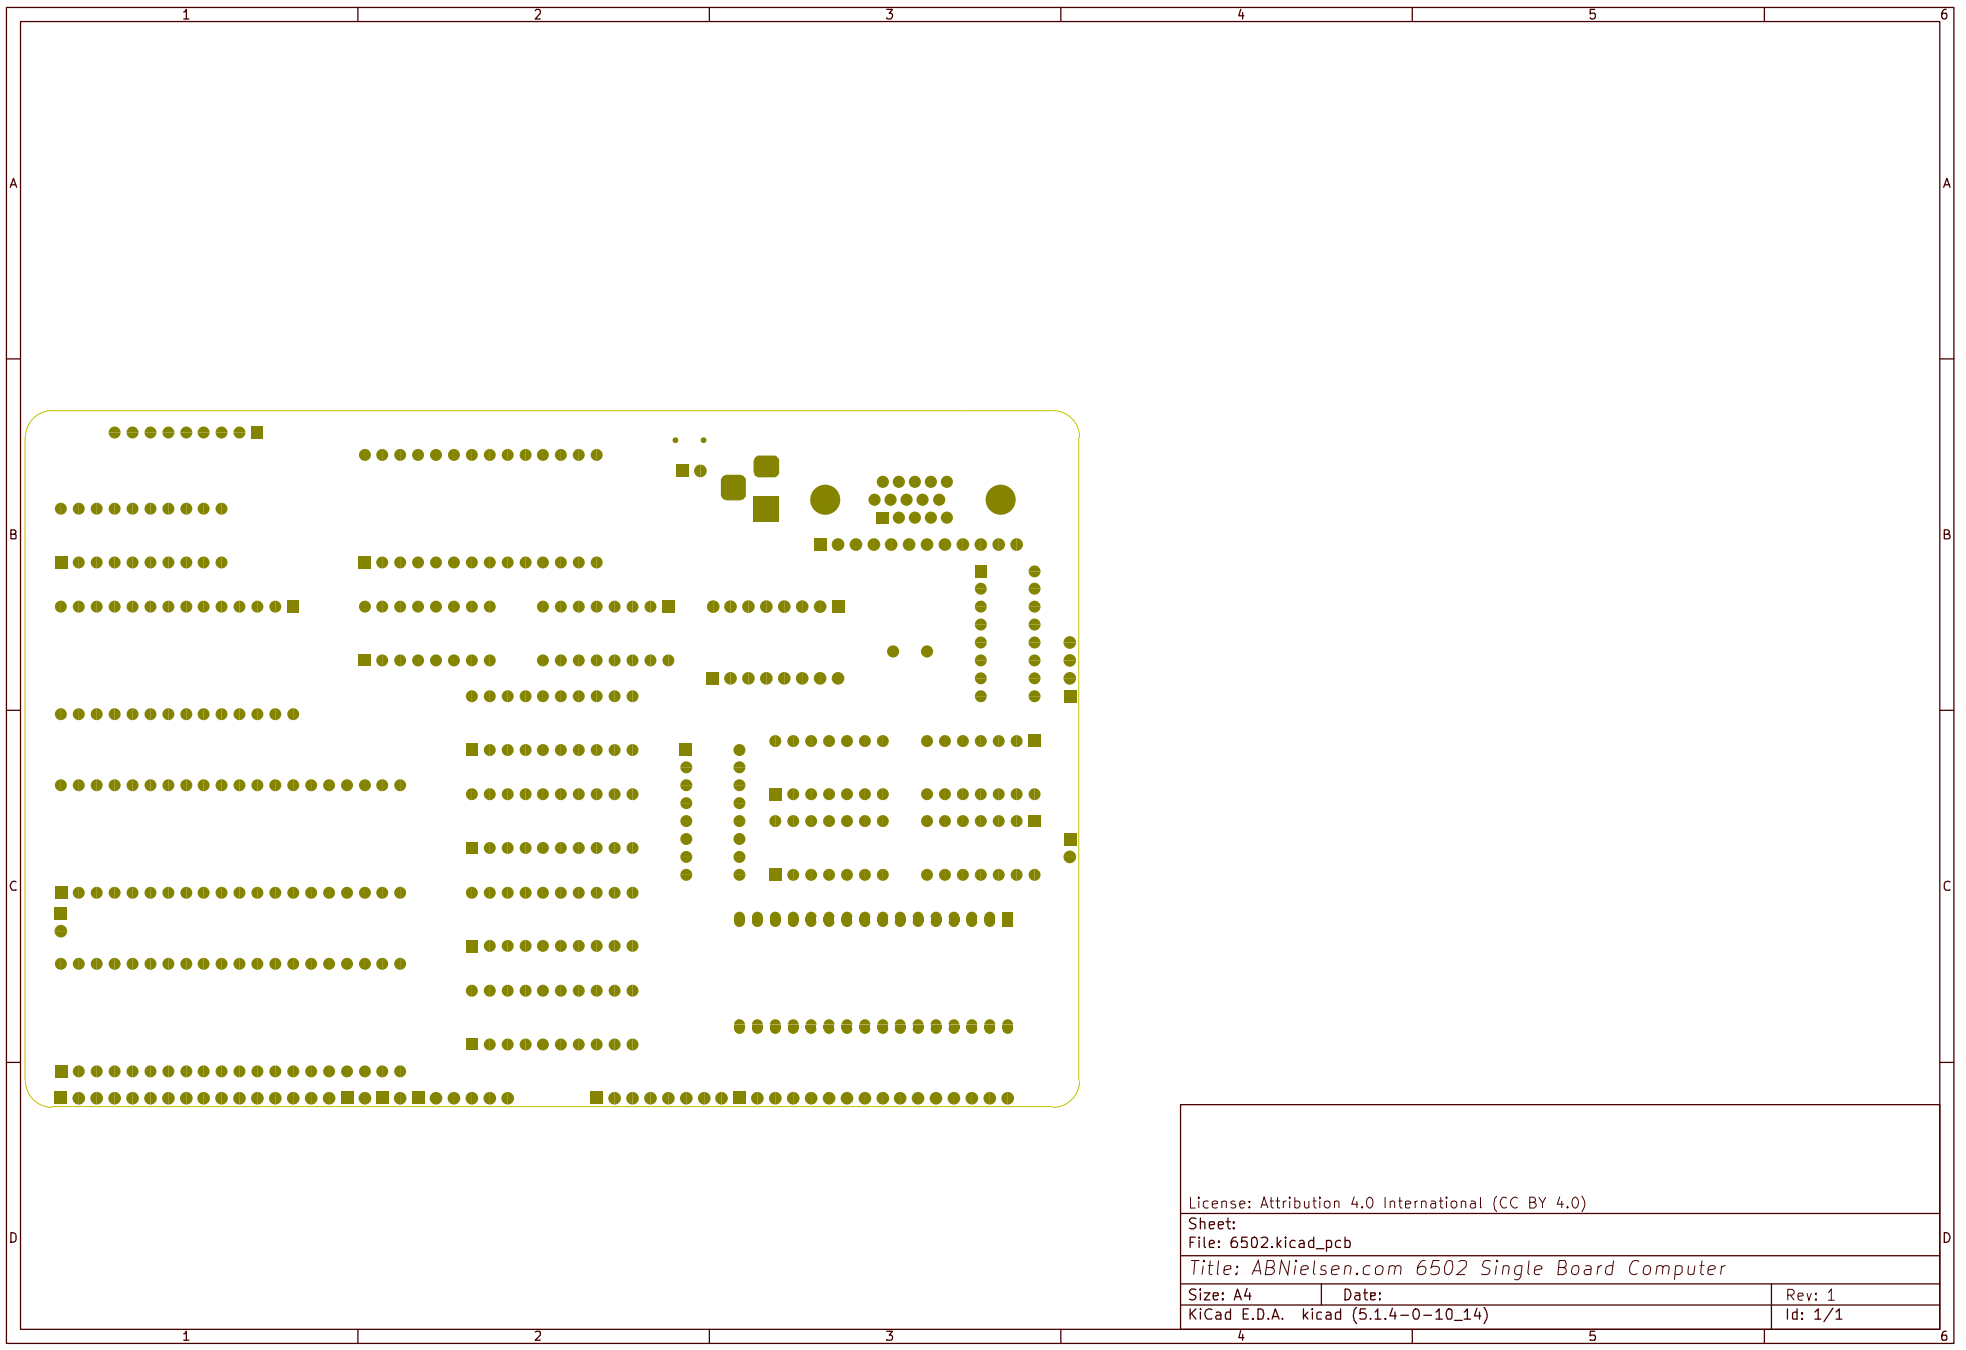 1 2 3 4 5 6
A A
B B
C C
D D
License: Attribution 4.0 International (CC BY 4.0)
Sheet:
File: 6502.kicad_pcb
Title: ABNielsen.com 6502 Single Board Computer
Size: A4 Date: Rev: 1
KiCad E.D.A. kicad (5.1.4-0-10_14) Id: 1/1
1 2 3 4 5 6